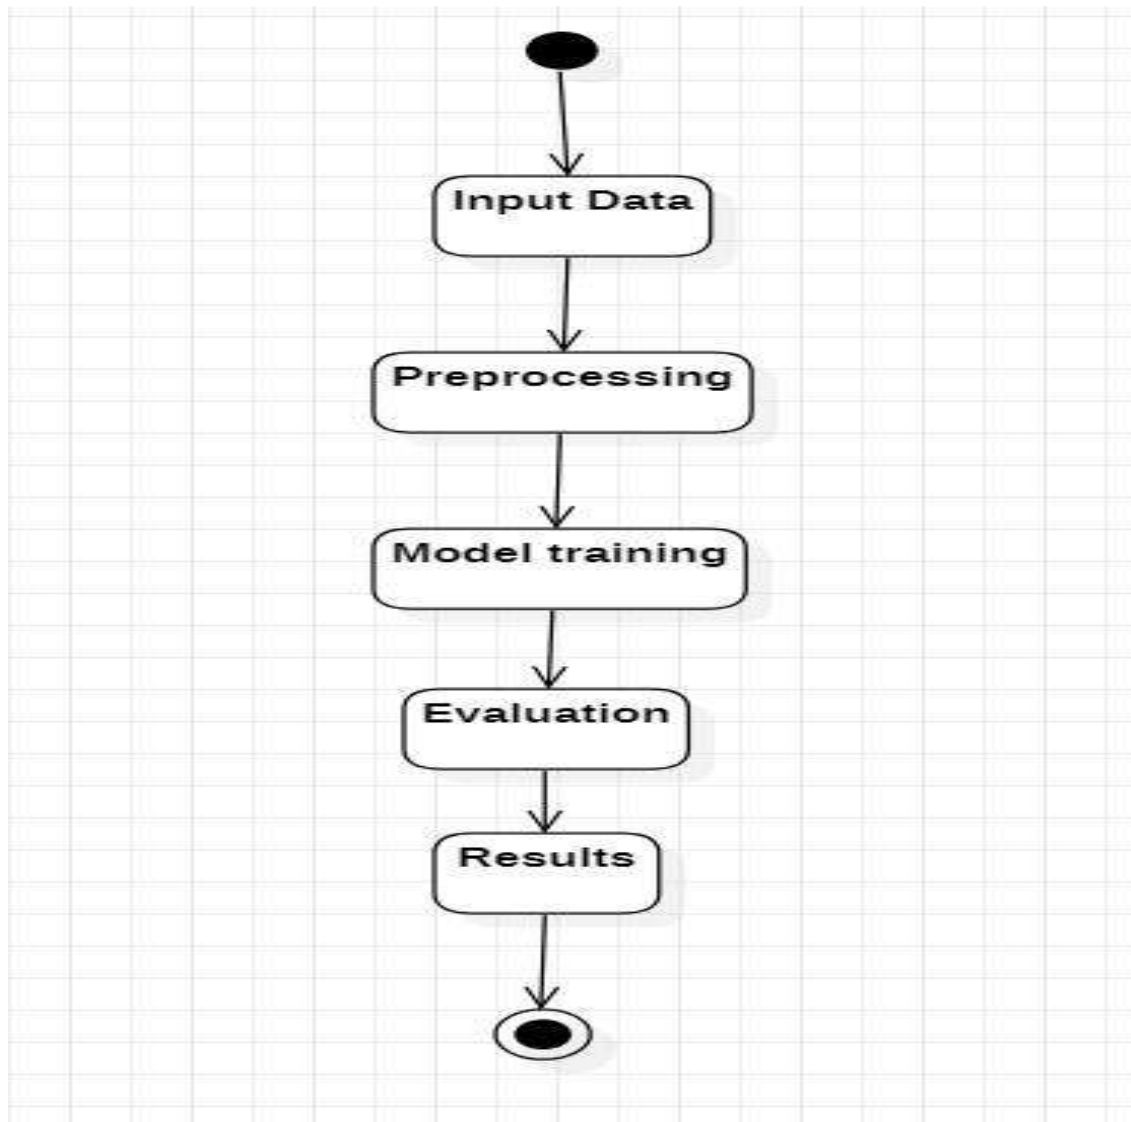 Input Data
Preprocessing
Model training
Evaluation
Results